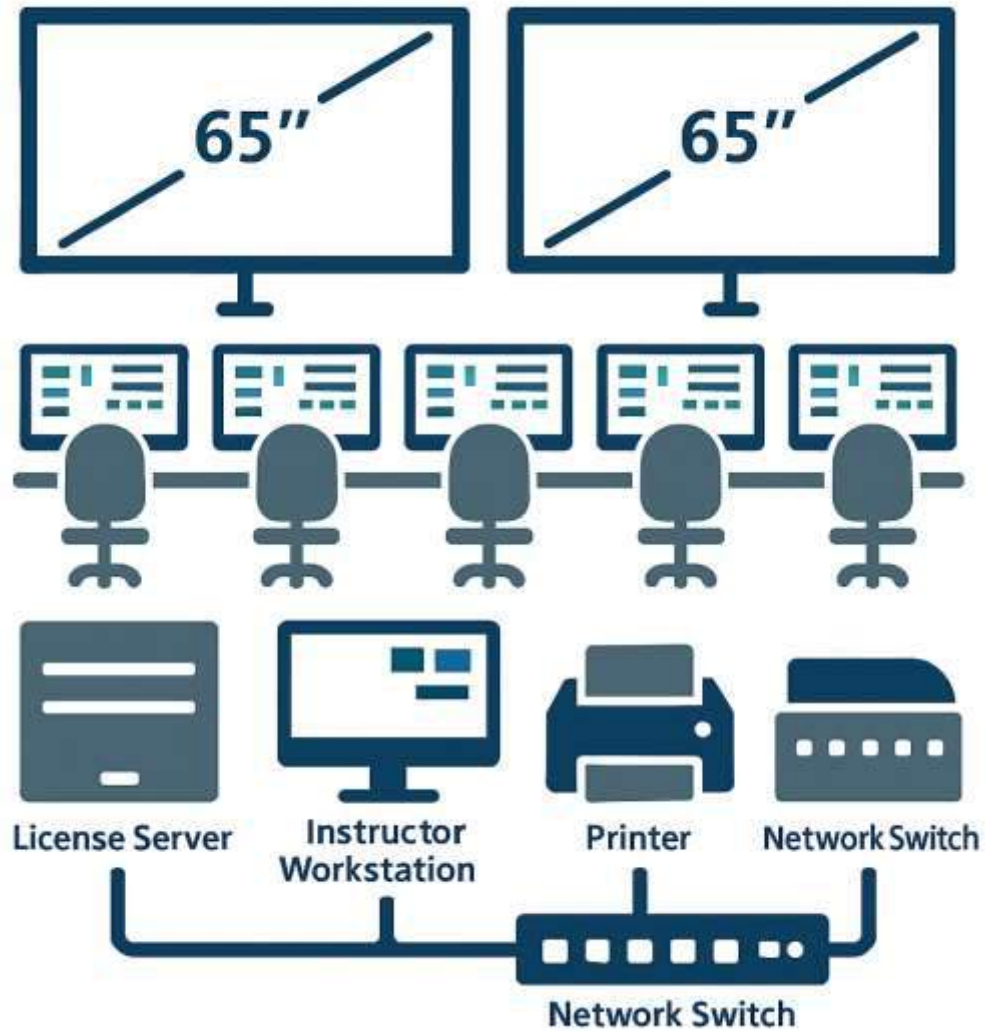 65″
65″
License Server
Instructor
Workstation
Printer
Network Switch
Network Switch